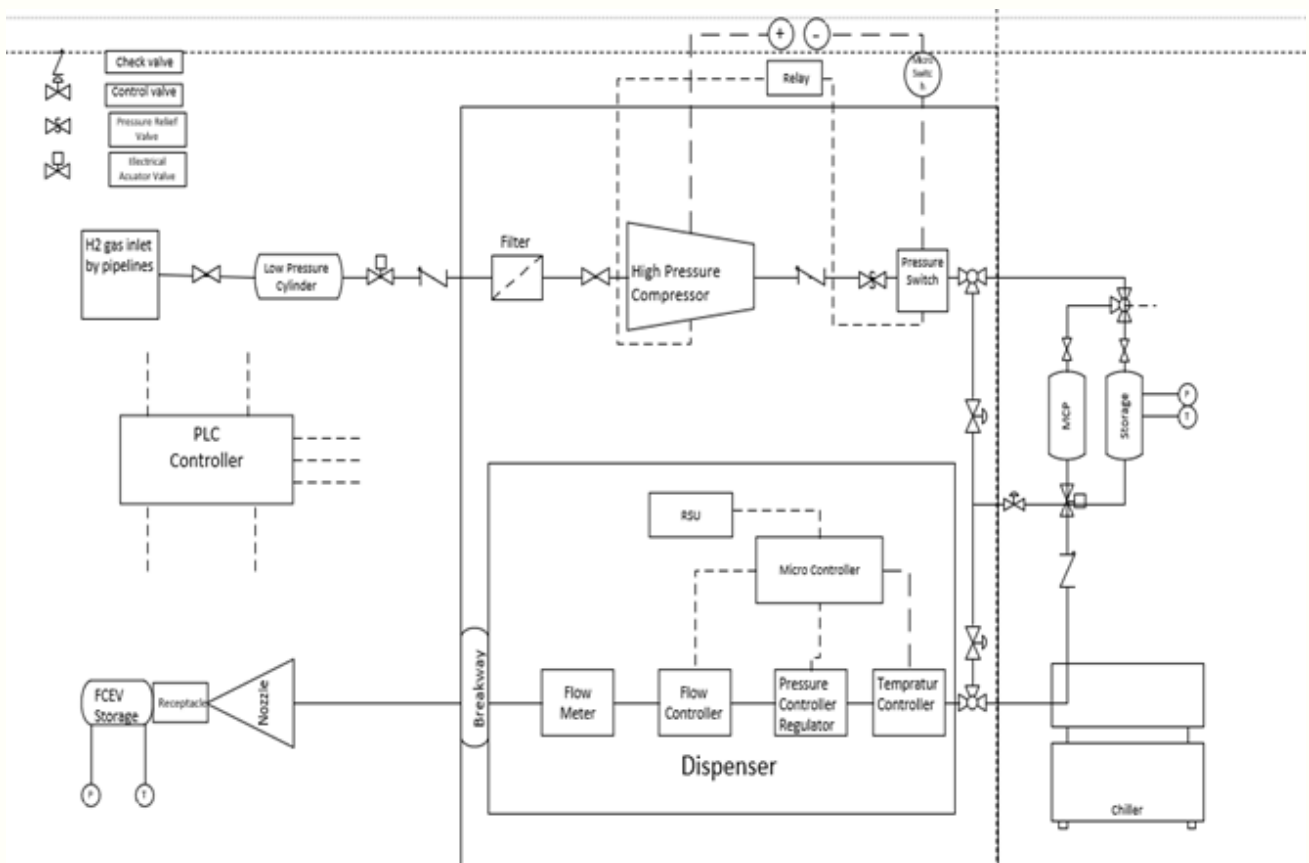 + -
Check valve
Micro
Switc
h
Relay
Control valve
Pressure Relief
Valve
Electrical
Acuator Valve
H2 gas inlet
by pipelines
Low Pressure
Cylinder
Filter
High Pressure
Compressor
Pressure
Switch
MCP
Storage
P
T
PLC
Controller
RSU
Micro Controller
FCEV
Storage
Receptacle
Nozzle
Breakway
Flow
Meter
Flow
Controller
Pressure
Controller
Regulator
Tempratur
Controller
Dispenser
P
T
Chiller